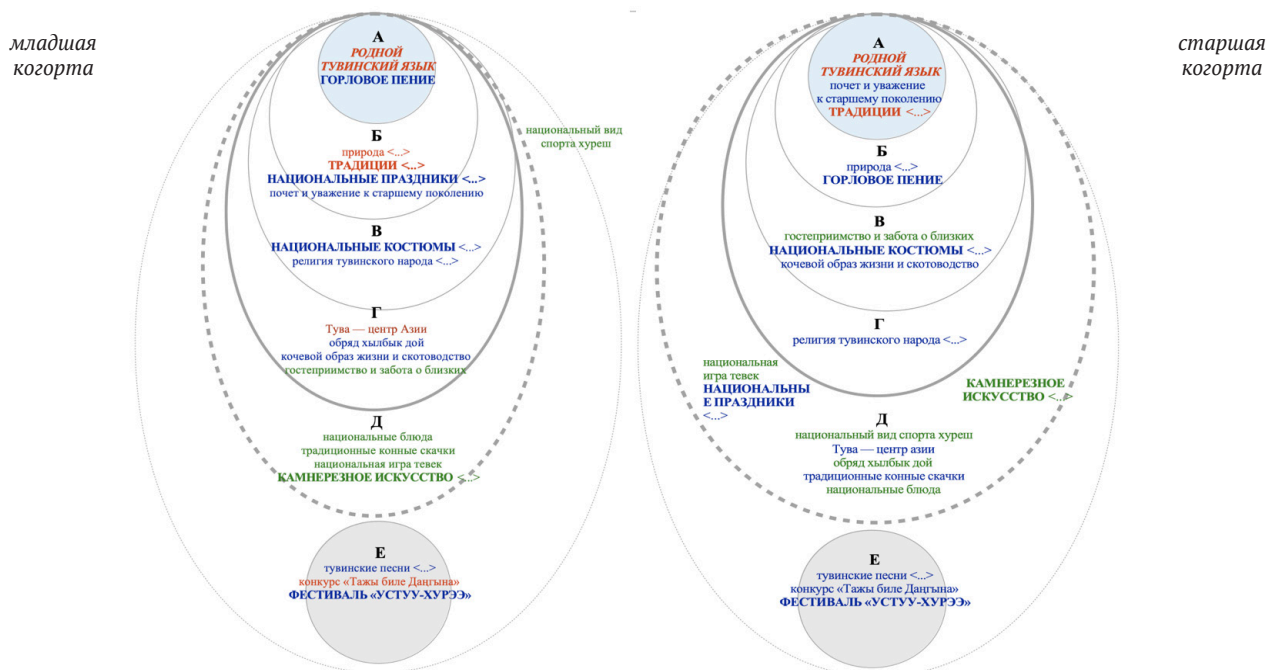 младшая
когорта
А
РОДНОЙ
ТУВИНСКИЙ ЯЗЫК
ГОРЛОВОЕ ПЕНИЕ
Б
природа <...>
ТРАДИЦИИ <...>
НАЦИОНАЛЬНЫЕ ПРАЗДНИКИ <...>
почет и уважение к старшему поколению
национальный вид
спорта хуреш
В
НАЦИОНАЛЬНЫЕ КОСТЮМЫ <...>
религия тувинского народа <...>
Г
Тува — центр Азии
обряд хылбык дой
кочевой образ жизни и скотоводство
гостеприимство и забота о близких
Д
национальные блюда
традиционные конные скачки
национальная игра тевек
КАМНЕРЕЗНОЕ ИСКУССТВО <...>
Е
тувинские песни <...>
конкурс «Тажы биле Даңгына»
ФЕСТИВАЛЬ «УСТУУ-ХУРЭЭ»
старшая
когорта
А
РОДНОЙ
ТУВИНСКИЙ ЯЗЫК
почет и уважение
к старшему поколению
ТРАДИЦИИ <...>
Б
природа <...>
ГОРЛОВОЕ ПЕНИЕ
В
гостеприимство и забота о близких
НАЦИОНАЛЬНЫЕ КОСТЮМЫ <...>
кочевой образ жизни и скотоводство
Г
религия тувинского народа <...>
национальная
игра тевек
НАЦИОНАЛЬНЫ
Е ПРАЗДНИКИ
<...>
КАМНЕРЕЗНОЕ
ИСКУССТВО <...>
Д
национальный вид спорта хуреш
Тува — центр азии
обряд хылбык дой
традиционные конные скачки
национальные блюда
Е
тувинские песни <...>
конкурс «Тажы биле Даңгына»
ФЕСТИВАЛЬ «УСТУУ-ХУРЭЭ»